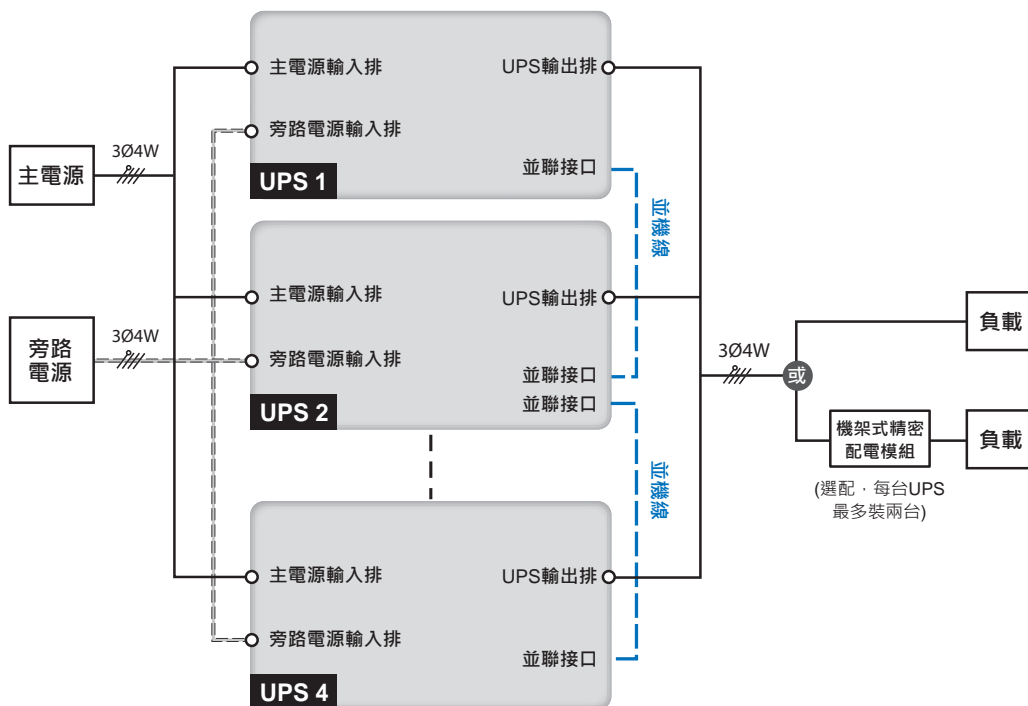 主電源輸入排
UPS輸出排
旁路電源輸入排
並聯接口
UPS 1
3Ø4W
主電源
並機線
主電源輸入排
UPS輸出排
旁路電源輸入排
並聯接口
並聯接口
UPS 2
3Ø4W
旁路
電源
並機線
主電源輸入排
UPS輸出排
旁路電源輸入排
並聯接口
UPS 4
3Ø4W
或
負載
機架式精密
配電模組
負載
(選配，每台UPS
最多裝兩台)